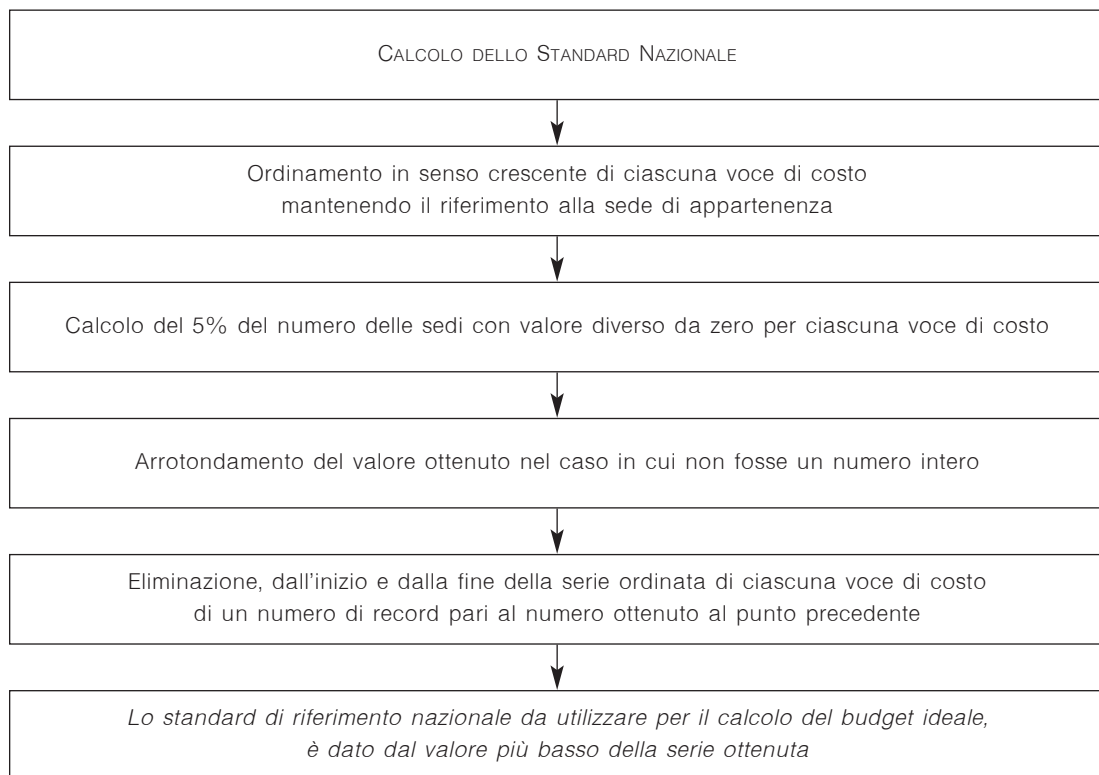 CALCOLO DELLO STANDARD NAZIONALE
Ordinamento in senso crescente di ciascuna voce di costo
mantenendo il riferimento alla sede di appartenenza
Calcolo del 5% del numero delle sedi con valore diverso da zero per ciascuna voce di costo
Arrotondamento del valore ottenuto nel caso in cui non fosse un numero intero
Eliminazione, dall'inizio e dalla fine della serie ordinata di ciascuna voce di costo
di un numero di record pari al numero ottenuto al punto precedente
Lo standard di riferimento nazionale da utilizzare per il calcolo del budget ideale,
è dato dal valore più basso della serie ottenuta